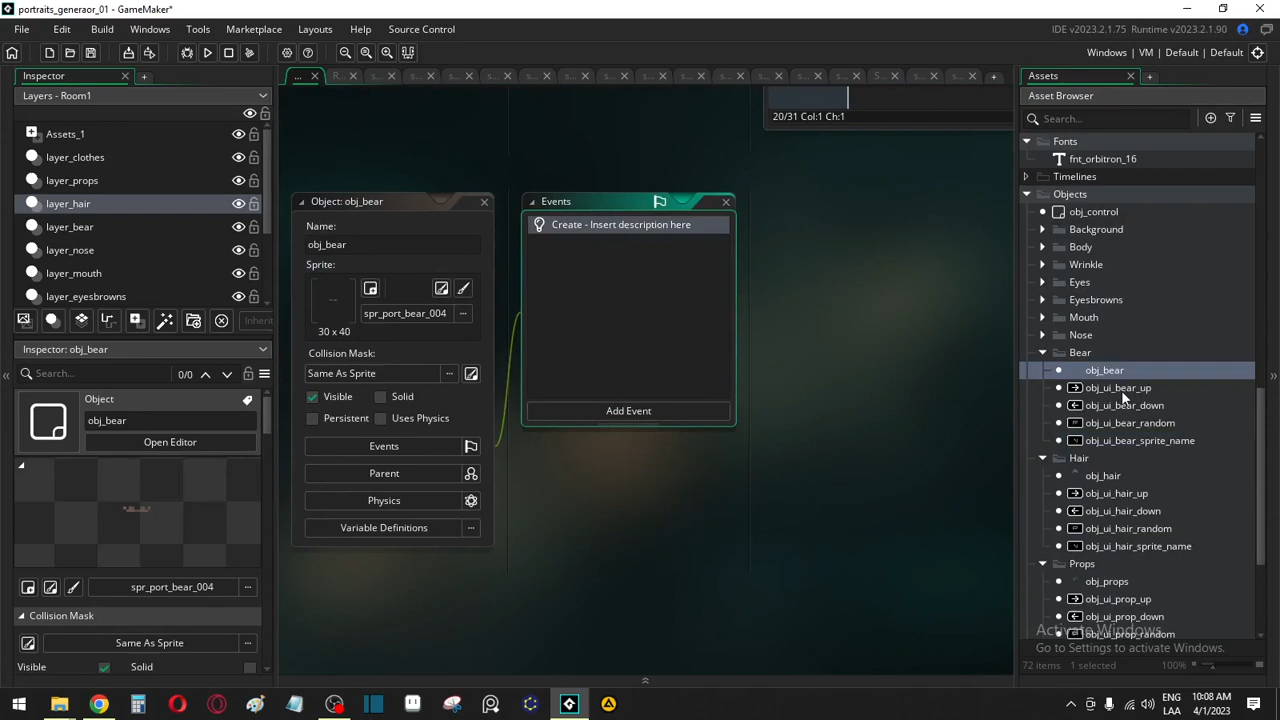 portraits_generaor_01 - GameMaker*
File Edit Build Windows Tools Marketplace Layouts Help Source Control
IDE v2023.2.1.75 Runtime v2023.2.1.90
Windows | VM | Default | Default
Inspector
Layers - Room1
Assets_1
layer_clothes
layer_props
layer_hair
layer_bear
layer_nose
layer_mouth
layer_eyesbrowns
Inherit
Inspector: obj_bear
Search...
0/0
Object
obj_bear
Open Editor
spr_port_bear_004
Collision Mask
Same As Sprite
Visible
Solid
... R... s... s... s... s... s... s... s... s... s... s... s... s... S... s... s...
20/31 Col:1 Ch:1
Object: obj_bear
Name:
obj_bear
Sprite:
30 x 40
spr_port_bear_004
Collision Mask:
Same As Sprite
Visible
Solid
Persistent
Uses Physics
Events
Parent
Physics
Variable Definitions
Events
Create - Insert description here
Add Event
Assets
Asset Browser
Search...
Fonts
fnt_orbitron_16
Timelines
Objects
obj_control
Background
Body
Wrinkle
Eyes
Eyesbrowns
Mouth
Nose
Bear
obj_bear
obj_ui_bear_up
obj_ui_bear_down
obj_ui_bear_random
obj_ui_bear_sprite_name
Hair
obj_hair
obj_ui_hair_up
obj_ui_hair_down
obj_ui_hair_random
obj_ui_hair_sprite_name
Props
obj_props
obj_ui_prop_up
obj_ui_prop_down
obj_ui_prop_random
Activate Windows
Go to Settings to activate Windows.
72 items 1 selected
100%
ENG
LAA
10:08 AM
4/1/2023